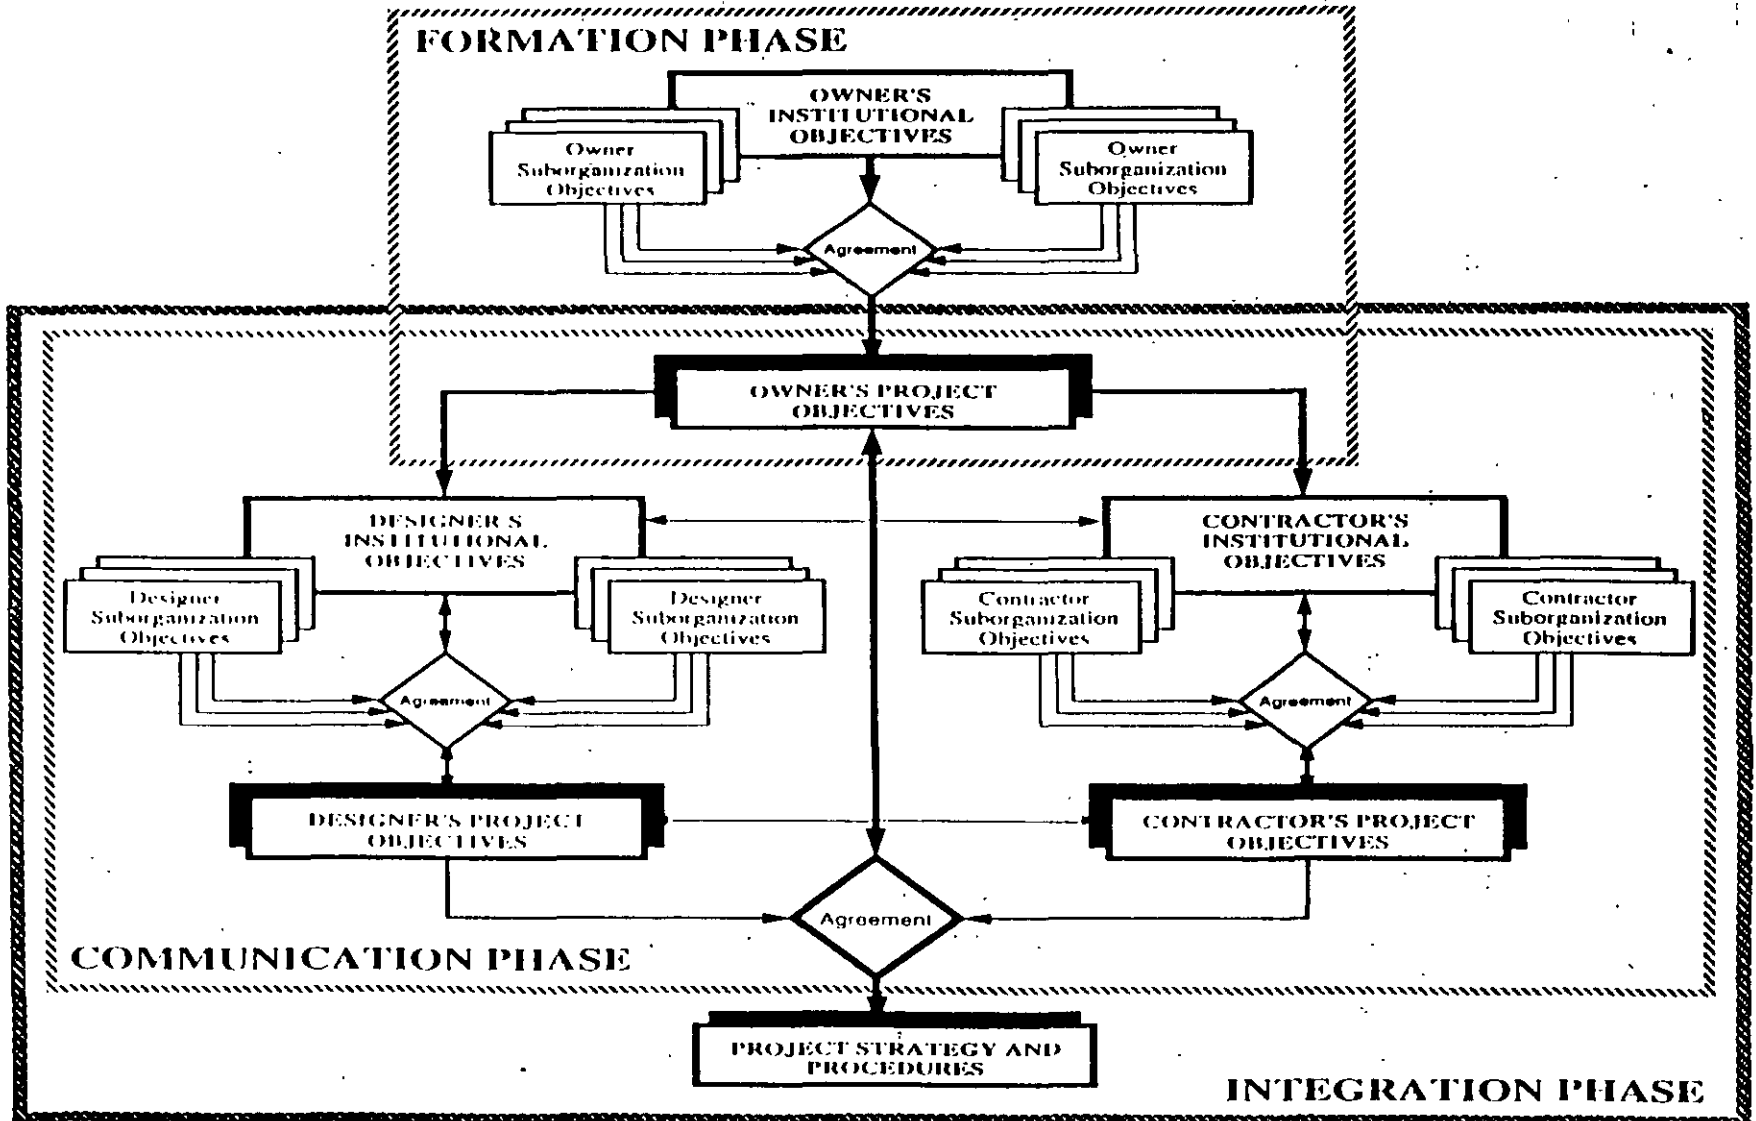 FORMATION PHASE
OWNER'S
INSTITUTIONAL
OBJECTIVES
Owner
Suborganization
Objectives
Owner
Suborganization
Objectives
Agreement
OWNER'S PROJECT
OBJECTIVES
DESIGNER'S
INSTITUTIONAL
OBJECTIVES
Designer
Suborganization
Objectives
Designer
Suborganization
Objectives
Agreement
CONTRACTOR'S
INSTITUTIONAL
OBJECTIVES
Contractor
Suborganization
Objectives
Contractor
Suborganization
Objectives
Agreement
DESIGNER'S PROJECT
OBJECTIVES
CONTRACTOR'S PROJECT
OBJECTIVES
Agreement
COMMUNICATION PHASE
PROJECT STRATEGY AND
PROCEDURES
INTEGRATION PHASE